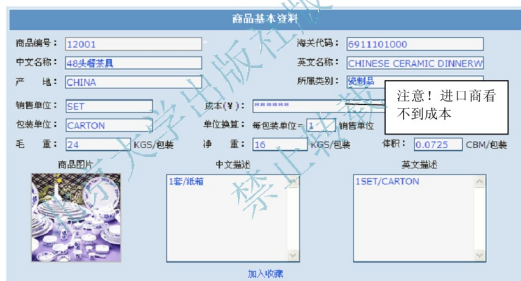 商品基本资料
商品编号： 12001 海关代码： 6911101000
中文名称： 48头餐茶具 英文名称： CHINESE CERAMIC DINNERW
产 地： CHINA 所属类别： 瓷制品
销售单位： SET 成本(￥)： ******
注意！进口商看
不到成本
包装单位： CARTON 单位换算： 每包装单位= 1 销售单位
毛 重： 24 KGS/包装 净 重： 16 KGS/包装 体积： 0.0725 CBM/包装
商品图片 中文描述 英文描述
1套/纸箱 1SET/CARTON
加入收藏